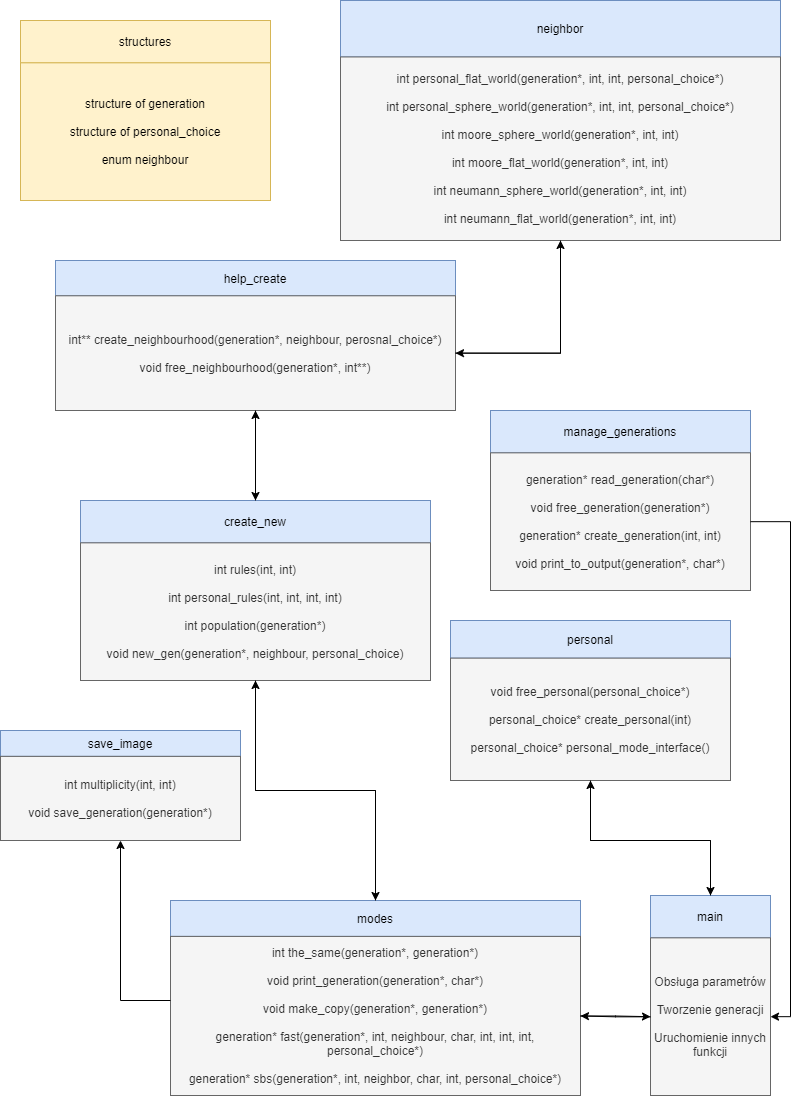 structures
structure of generation
structure of personal_choice
enum neighbour
neighbor
int personal_flat_world(generation*, int, int, personal_choice*)
int personal_sphere_world(generation*, int, int, personal_choice*)
int moore_sphere_world(generation*, int, int)
int moore_flat_world(generation*, int, int)
int neumann_sphere_world(generation*, int, int)
int neumann_flat_world(generation*, int, int)
help_create
int** create_neighbourhood(generation*, neighbour, perosnal_choice*)
void free_neighbourhood(generation*, int**)
manage_generations
generation* read_generation(char*)
void free_generation(generation*)
generation* create_generation(int, int)
void print_to_output(generation*, char*)
create_new
int rules(int, int)
int personal_rules(int, int, int, int)
int population(generation*)
void new_gen(generation*, neighbour, personal_choice)
personal
void free_personal(personal_choice*)
personal_choice* create_personal(int)
personal_choice* personal_mode_interface()
save_image
int multiplicity(int, int)
void save_generation(generation*)
modes
int the_same(generation*, generation*)
void print_generation(generation*, char*)
void make_copy(generation*, generation*)
generation* fast(generation*, int, neighbour, char, int, int, int,
personal_choice*)
generation* sbs(generation*, int, neighbor, char, int, personal_choice*)
main
Obsługa parametrów
Tworzenie generacji
Uruchomienie innych
funkcji